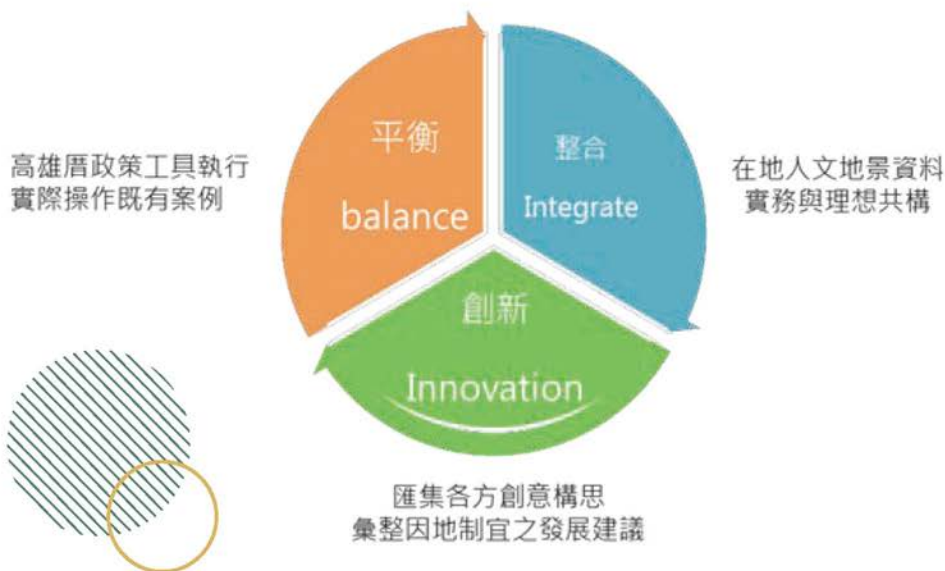 平衡
balance
整合
Integrate
創新
Innovation
高雄厝政策工具執行
實際操作既有案例
在地人文地景資料
實務與理想共構
匯集各方創意構思
彙整因地制宜之發展建議